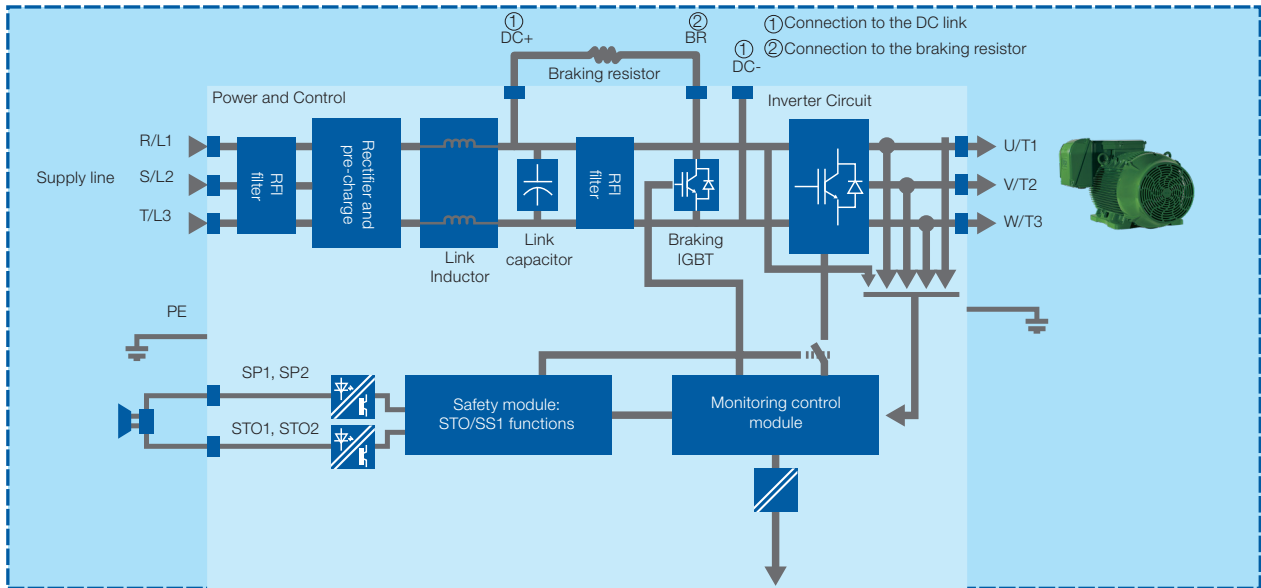 ① ② ① Connection to the DC link
DC+ BR ① ② Connection to the braking resistor
Braking resistor DC-
Power and Control Inverter Circuit
R/L1 U/T1
Supply line S/L2 V/T2
T/L3 W/T3
RFI
filter
Rectifier and
pre-charge
RFI
filter
Link
Inductor
Link
capacitor
Braking
IGBT
PE
SP1, SP2
STO1, STO2
Safety module:
STO/SS1 functions
Monitoring control
module